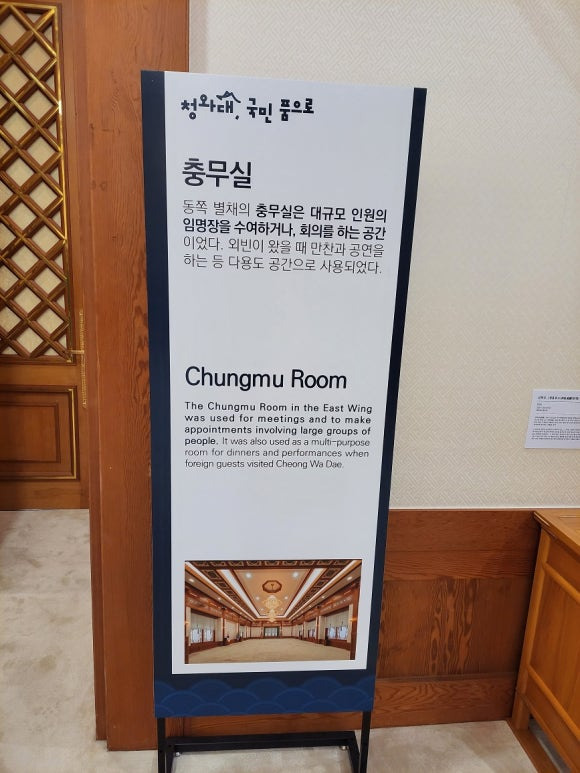 청와대, 국민 품으로
충무실
동쪽 별채의 충무실은 대규모 인원의
임명장을 수여하거나, 회의를 하는 공간
이었다. 외빈이 왔을 때 만찬과 공연을
하는 등 다용도 공간으로 사용되었다.
Chungmu Room
The Chungmu Room in the East Wing
was used for meetings and to make
appointments involving large groups of
people. It was also used as a multi-purpose
room for dinners and performances when
foreign guests visited Cheong Wa Dae.